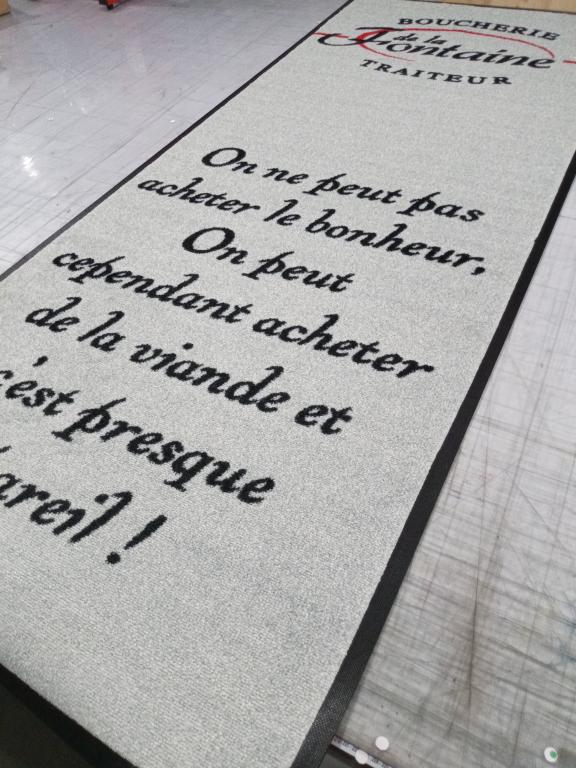 BOUCHERIE
de la
Fontaine
TRAITEUR
On ne peut pas
acheter le bonheur,
On peut
cependant acheter
de la viande et
c'est presque
pareil !